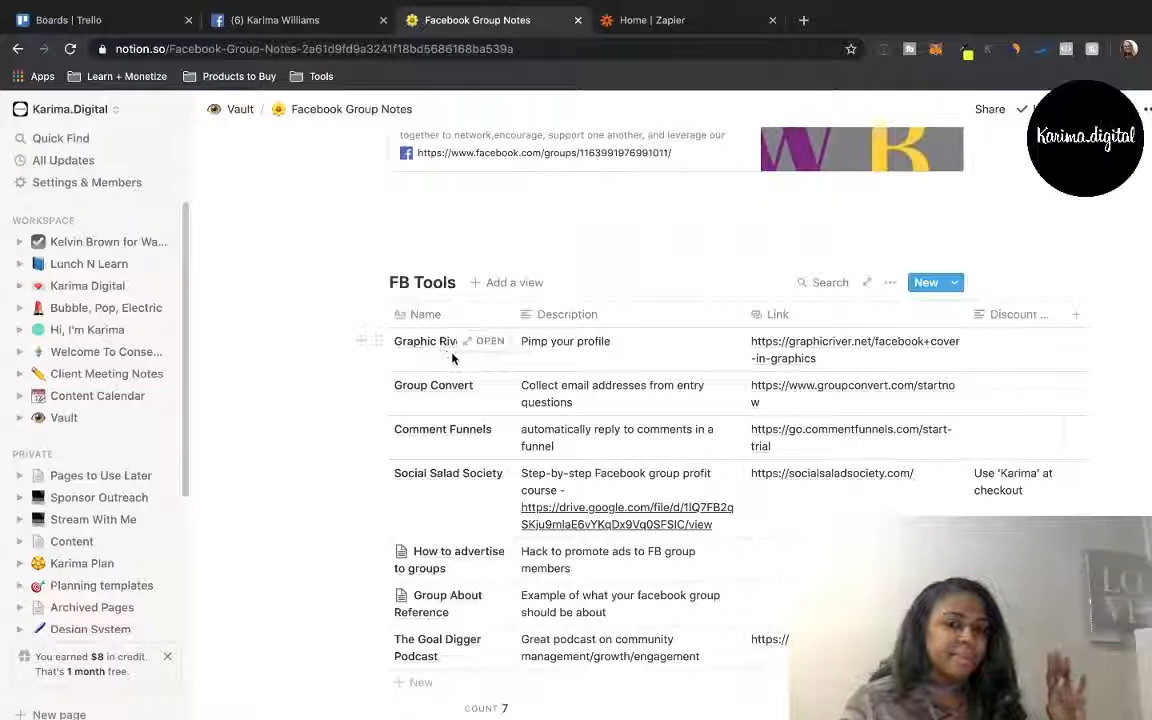 Boards | Trello
(6) Karima Williams
Facebook Group Notes
Home | Zapier
notion.so/Facebook-Group-Notes-2a61d9fd9a3241f18bd5686168ba539a
Apps
Learn + Monetize
Products to Buy
Tools
Karima.Digital
Vault / Facebook Group Notes
Share
Karima.digital
Quick Find
All Updates
Settings & Members
WORKSPACE
Kelvin Brown for Wa...
Lunch N Learn
Karima Digital
Bubble, Pop, Electric
Hi, I'm Karima
Welcome To Conse...
Client Meeting Notes
Content Calendar
Vault
PRIVATE
Pages to Use Later
Sponsor Outreach
Stream With Me
Content
Karima Plan
Planning templates
Archived Pages
Design System
You earned $8 in credit.
That's 1 month free.
New page
together to network,encourage, support one another, and leverage our
https://www.facebook.com/groups/1163991976991011/
FB Tools
Add a view
Search
New
Name
Description
Link
Discount ...
Graphic Riv
OPEN
Pimp your profile
https://graphicriver.net/facebook+cover
-in-graphics
Group Convert
Collect email addresses from entry
questions
https://www.groupconvert.com/startno
w
Comment Funnels
automatically reply to comments in a
funnel
https://go.commentfunnels.com/start-
trial
Social Salad Society
Step-by-step Facebook group profit
course -
https://drive.google.com/file/d/1lQ7FB2q
SKju9mlaE6vYKqDx9Vq0SFSIC/view
https://socialsaladsociety.com/
Use 'Karima' at
checkout
How to advertise
to groups
Hack to promote ads to FB group
members
Group About
Reference
Example of what your facebook group
should be about
The Goal Digger
Podcast
Great podcast on community
management/growth/engagement
https://
New
COUNT 7